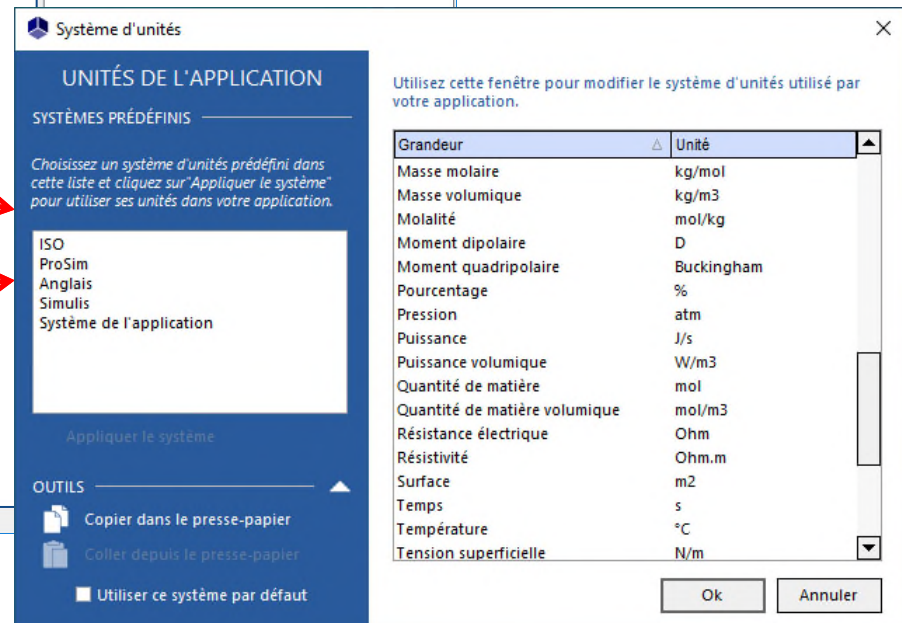 Système d'unités
UNITÉS DE L'APPLICATION
SYSTÈMES PRÉDÉFINIS
Choisissez un système d'unités prédéfini dans
cette liste et cliquez sur"Appliquer le système"
pour utiliser ses unités dans votre application.
ISO
ProSim
Anglais
Simulis
Système de l'application
Appliquer le système
OUTILS
Copier dans le presse-papier
Coller depuis le presse-papier
Utiliser ce système par défaut
Utilisez cette fenêtre pour modifier le système d'unités utilisé par
votre application.
Grandeur Unité
Masse molaire kg/mol
Masse volumique kg/m3
Molalité mol/kg
Moment dipolaire D
Moment quadripolaire Buckingham
Pourcentage %
Pression atm
Puissance J/s
Puissance volumique W/m3
Quantité de matière mol
Quantité de matière volumique mol/m3
Résistance électrique Ohm
Résistivité Ohm.m
Surface m2
Temps s
Température °C
Tension superficielle N/m
Ok Annuler